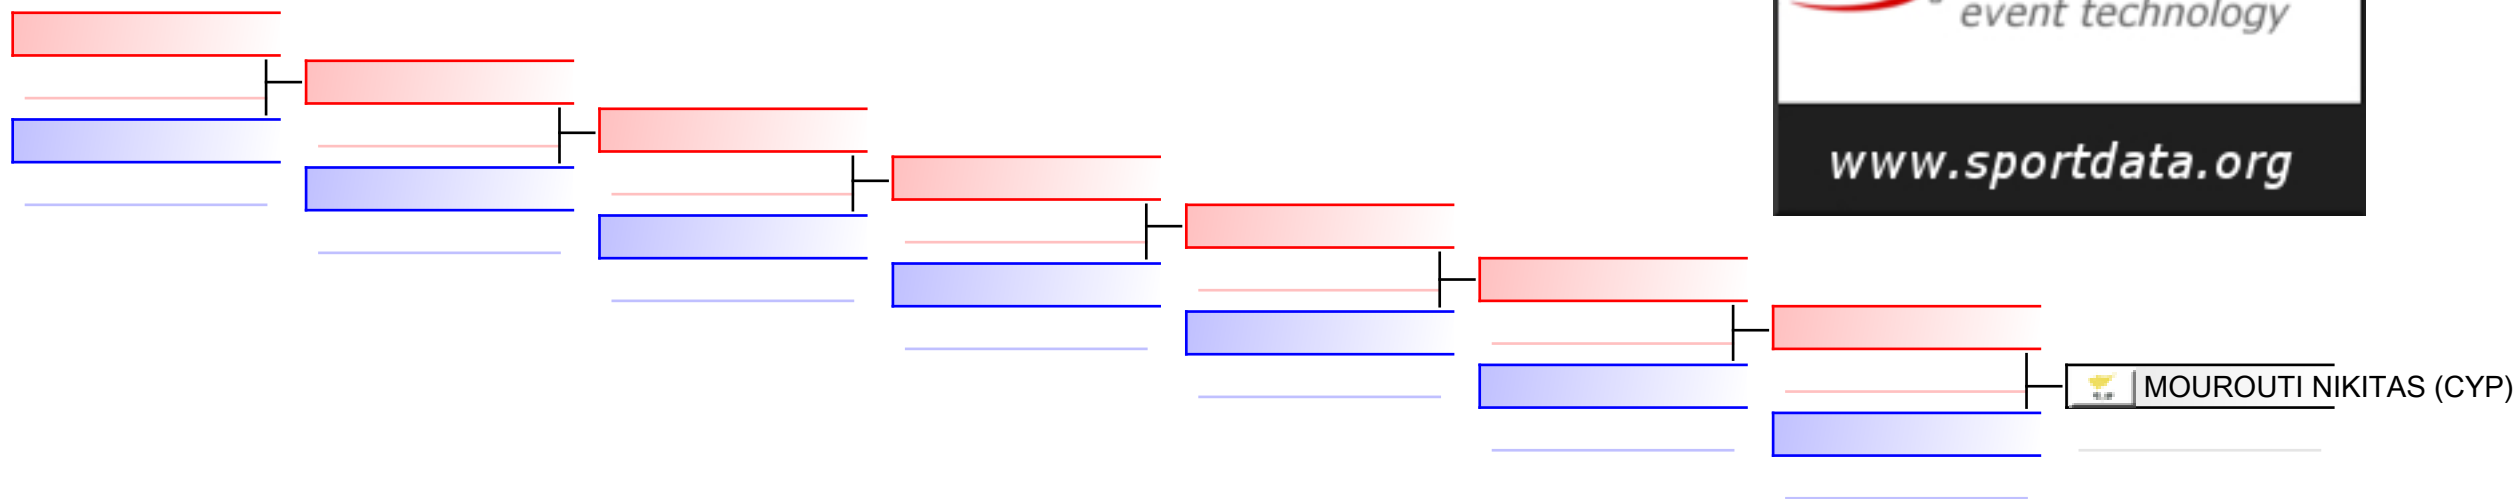 event technology
www.sportdata.org
MOUROUTI NIKITAS (CYP)